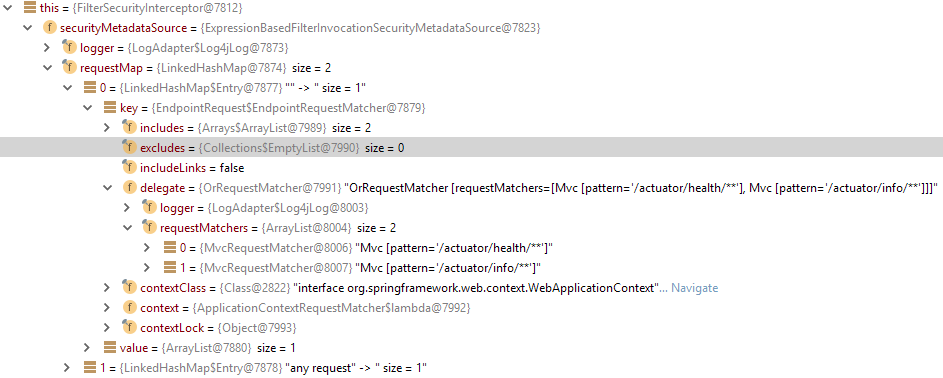 this = {FilterSecurityInterceptor@7812}
securityMetadataSource = {ExpressionBasedFilterInvocationSecurityMetadataSource@7823}
logger = {LogAdapter$Log4jLog@7873}
requestMap = {LinkedHashMap@7874} size = 2
0 = {LinkedHashMap$Entry@7877} "" -> " size = 1"
key = {EndpointRequest$EndpointRequestMatcher@7879}
includes = {Arrays$ArrayList@7989} size = 2
excludes = {Collections$EmptyList@7990} size = 0
includeLinks = false
delegate = {OrRequestMatcher@7991} "OrRequestMatcher [requestMatchers=[Mvc [pattern='/actuator/health/**'], Mvc [pattern='/actuator/info/**']]]"
logger = {LogAdapter$Log4jLog@8003}
requestMatchers = {ArrayList@8004} size = 2
0 = {MvcRequestMatcher@8006} "Mvc [pattern='/actuator/health/**']"
1 = {MvcRequestMatcher@8007} "Mvc [pattern='/actuator/info/**']"
contextClass = {Class@2822} "interface org.springframework.web.context.WebApplicationContext"... Navigate
context = {ApplicationContextRequestMatcher$lambda@7992}
contextLock = {Object@7993}
value = {ArrayList@7880} size = 1
1 = {LinkedHashMap$Entry@7878} "any request" -> " size = 1"